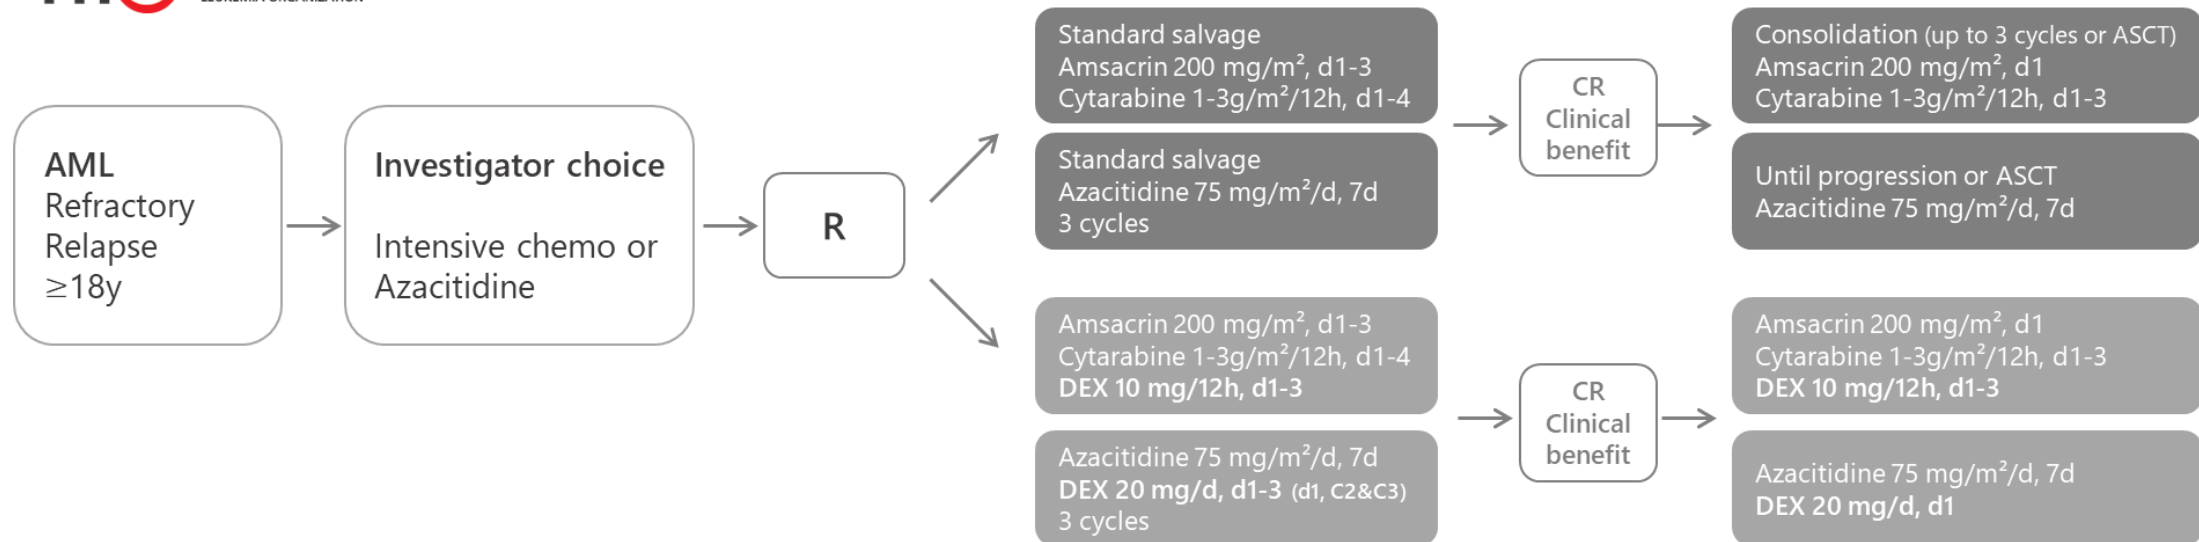 LEUKEMIA ORGANIZATION
AML
Refractory
Relapse
≥18y
Investigator choice
Intensive chemo or
Azacitidine
R
Standard salvage
Amsacrin 200 mg/m², d1-3
Cytarabine 1-3g/m²/12h, d1-4
Standard salvage
Azacitidine 75 mg/m²/d, 7d
3 cycles
CR
Clinical
benefit
Consolidation (up to 3 cycles or ASCT)
Amsacrin 200 mg/m², d1
Cytarabine 1-3g/m²/12h, d1-3
Until progression or ASCT
Azacitidine 75 mg/m²/d, 7d
Amsacrin 200 mg/m², d1-3
Cytarabine 1-3g/m²/12h, d1-4
DEX 10 mg/12h, d1-3
Azacitidine 75 mg/m²/d, 7d
DEX 20 mg/d, d1-3 (d1, C2&C3)
3 cycles
CR
Clinical
benefit
Amsacrin 200 mg/m², d1
Cytarabine 1-3g/m²/12h, d1-3
DEX 10 mg/12h, d1-3
Azacitidine 75 mg/m²/d, 7d
DEX 20 mg/d, d1